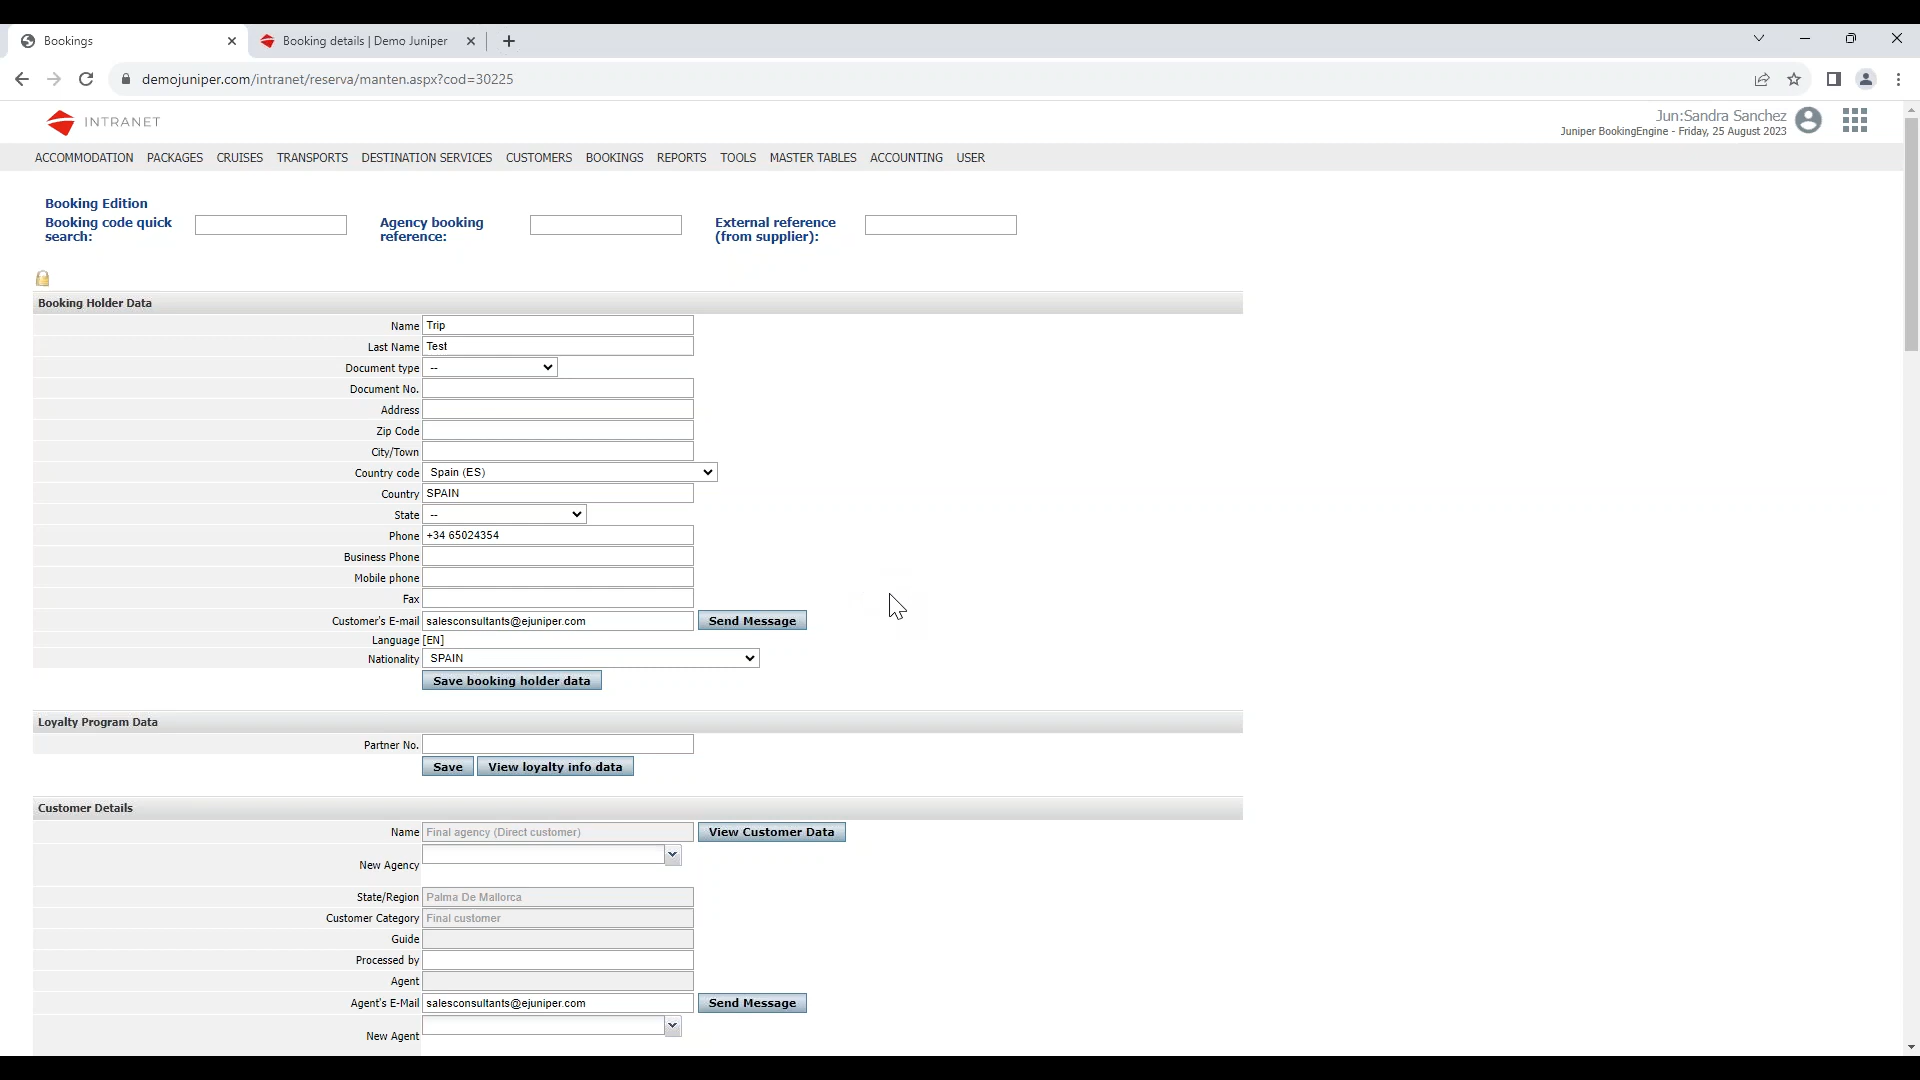 Bookings
Booking details | Demo Juniper
demojuniper.com/intranet/reserva/manten.aspx?cod=30225
INTRANET
Jun:Sandra Sanchez
Juniper BookingEngine - Friday, 25 August 2023
ACCOMMODATION PACKAGES CRUISES TRANSPORTS DESTINATION SERVICES CUSTOMERS BOOKINGS REPORTS TOOLS MASTER TABLES ACCOUNTING USER
Booking Edition
Booking code quick search:
Agency booking reference:
External reference (from supplier):
Booking Holder Data
Name Trip
Last Name Test
Document type --
Document No.
Address
Zip Code
City/Town
Country code Spain (ES)
Country SPAIN
State --
Phone +34 65024354
Business Phone
Mobile phone
Fax
Customer's E-mail salesconsultants@ejuniper.com Send Message
Language [EN]
Nationality SPAIN
Save booking holder data
Loyalty Program Data
Partner No.
Save View loyalty info data
Customer Details
Name Final agency (Direct customer) View Customer Data
New Agency
State/Region Palma De Mallorca
Customer Category Final customer
Guide
Processed by
Agent
Agent's E-Mail salesconsultants@ejuniper.com Send Message
New Agent